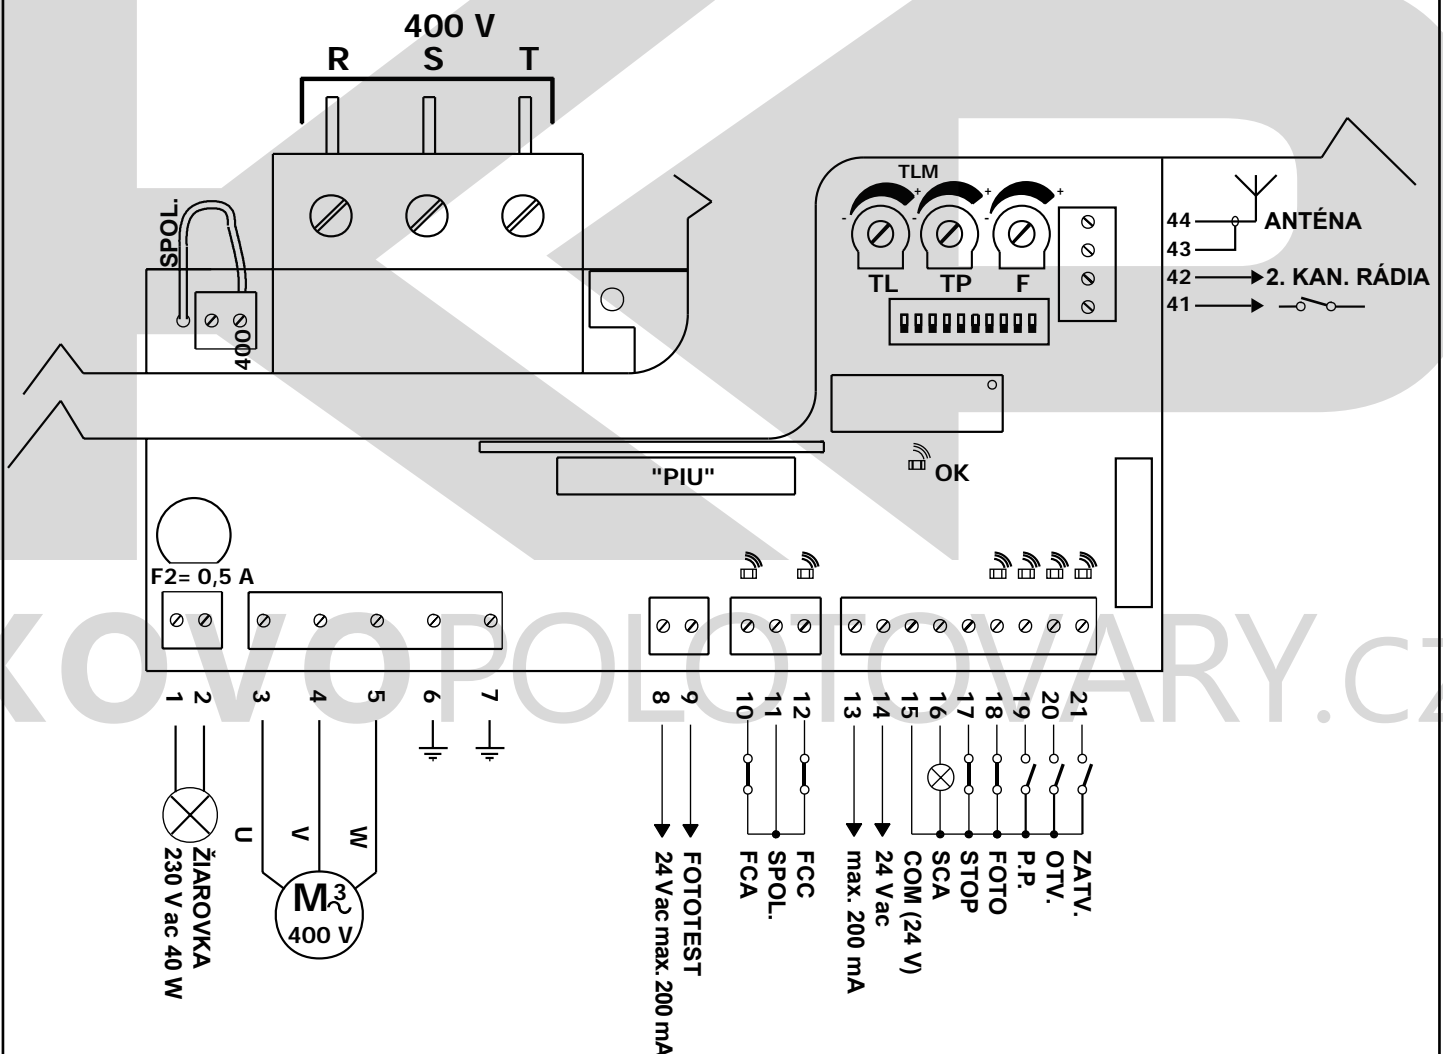 400 V
R S T
SPOL.
400
TLM
- + - + - +
TL TP F
44 ANTÉNA
43
42 2. KAN. RÁDIA
41
"PIU"
OK
F2= 0,5 A
1 2 3 4 5 6 7 8 9 10 11 12 13 14 15 16 17 18 19 20 21
KOVOPOLOTOVARY.CZ
U V W
M 3~
400 V
ŽIAROVKA
230 V ac 40 W
FOTOTEST
24 Vac max. 200 mA
FCA
SPOL.
FCC
max. 200 mA
24 Vac
COM (24 V)
SCA
STOP
FOTO
P.P.
OTV.
ZATV.